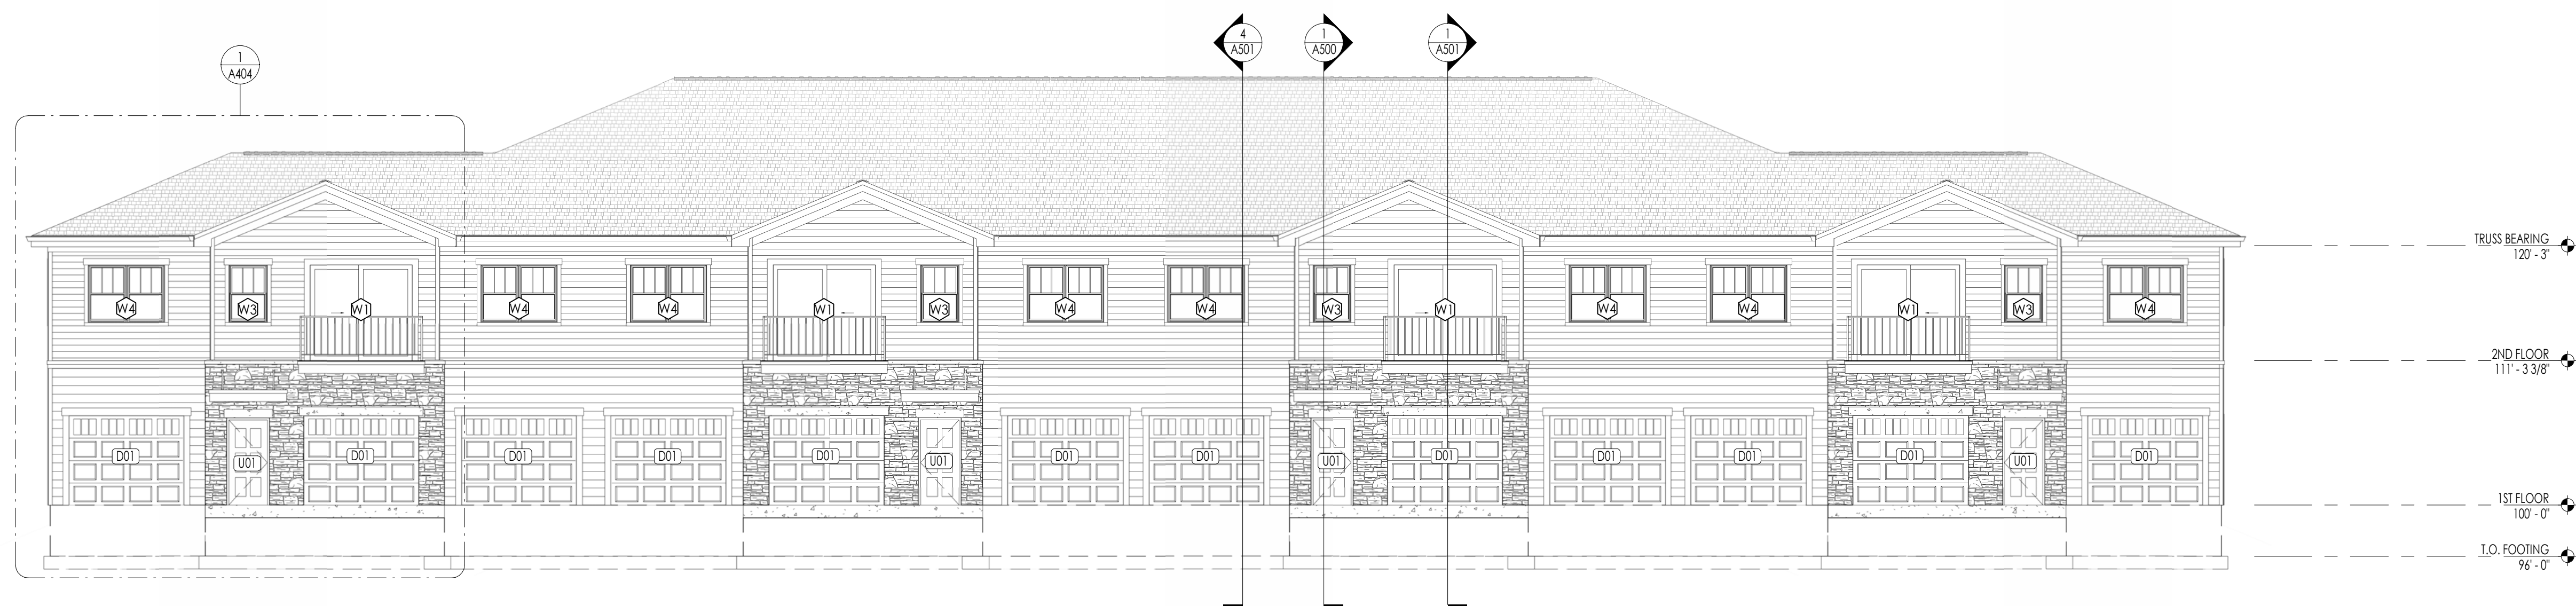 1
A404
4
A501
1
A500
1
A501
TRUSS BEARING
120' - 3"
W4
W3
W1
W4
W4
W1
W3
W4
W4
W3
W1
W4
W4
W1
W3
W4
2ND FLOOR
111' - 3 3/8"
D01
U01
D01
D01
D01
D01
U01
D01
D01
U01
D01
D01
D01
D01
U01
D01
1ST FLOOR
100' - 0"
T.O. FOOTING
96' - 0"